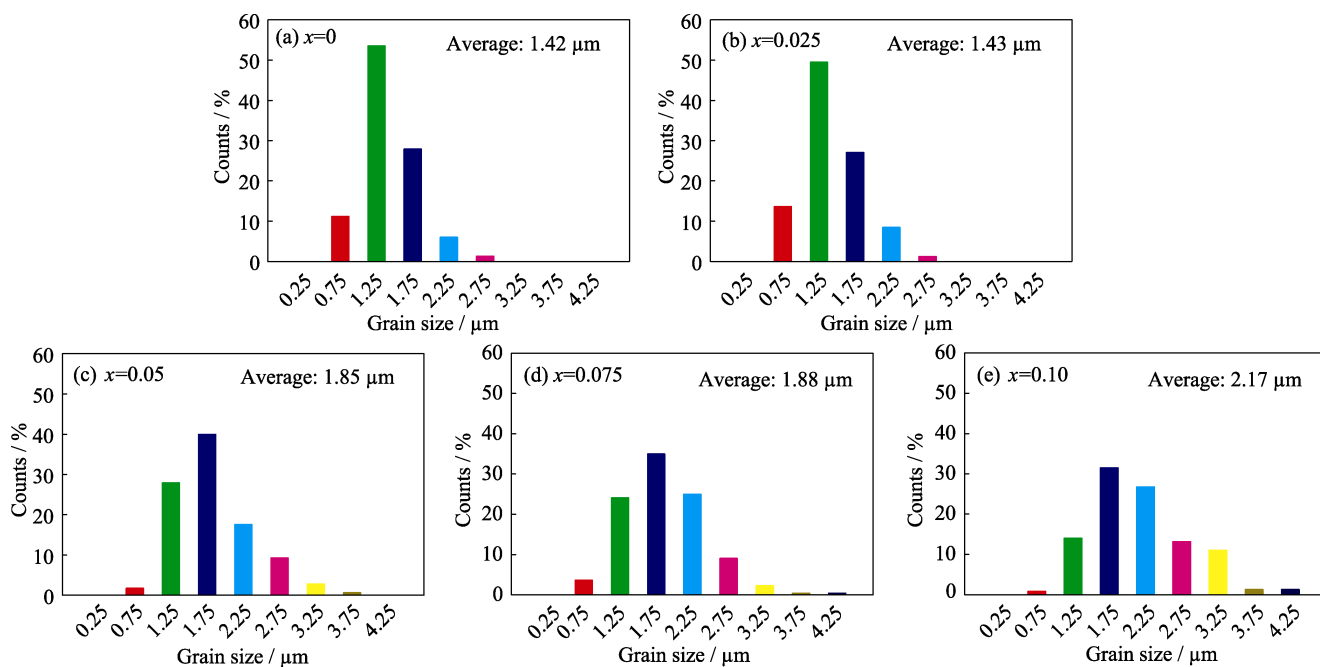 (a) x=0
Average: 1.42 µm
60
50
40
30
20
10
0
Counts / %
0.25 0.75 1.25 1.75 2.25 2.75 3.25 3.75 4.25
Grain size / µm
(b) x=0.025
Average: 1.43 µm
60
50
40
30
20
10
0
Counts / %
0.25 0.75 1.25 1.75 2.25 2.75 3.25 3.75 4.25
Grain size / µm
(c) x=0.05
Average: 1.85 µm
60
50
40
30
20
10
0
Counts / %
0.25 0.75 1.25 1.75 2.25 2.75 3.25 3.75 4.25
Grain size / µm
(d) x=0.075
Average: 1.88 µm
60
50
40
30
20
10
0
Counts / %
0.25 0.75 1.25 1.75 2.25 2.75 3.25 3.75 4.25
Grain size / µm
(e) x=0.10
Average: 2.17 µm
60
50
40
30
20
10
0
Counts / %
0.25 0.75 1.25 1.75 2.25 2.75 3.25 3.75 4.25
Grain size / µm